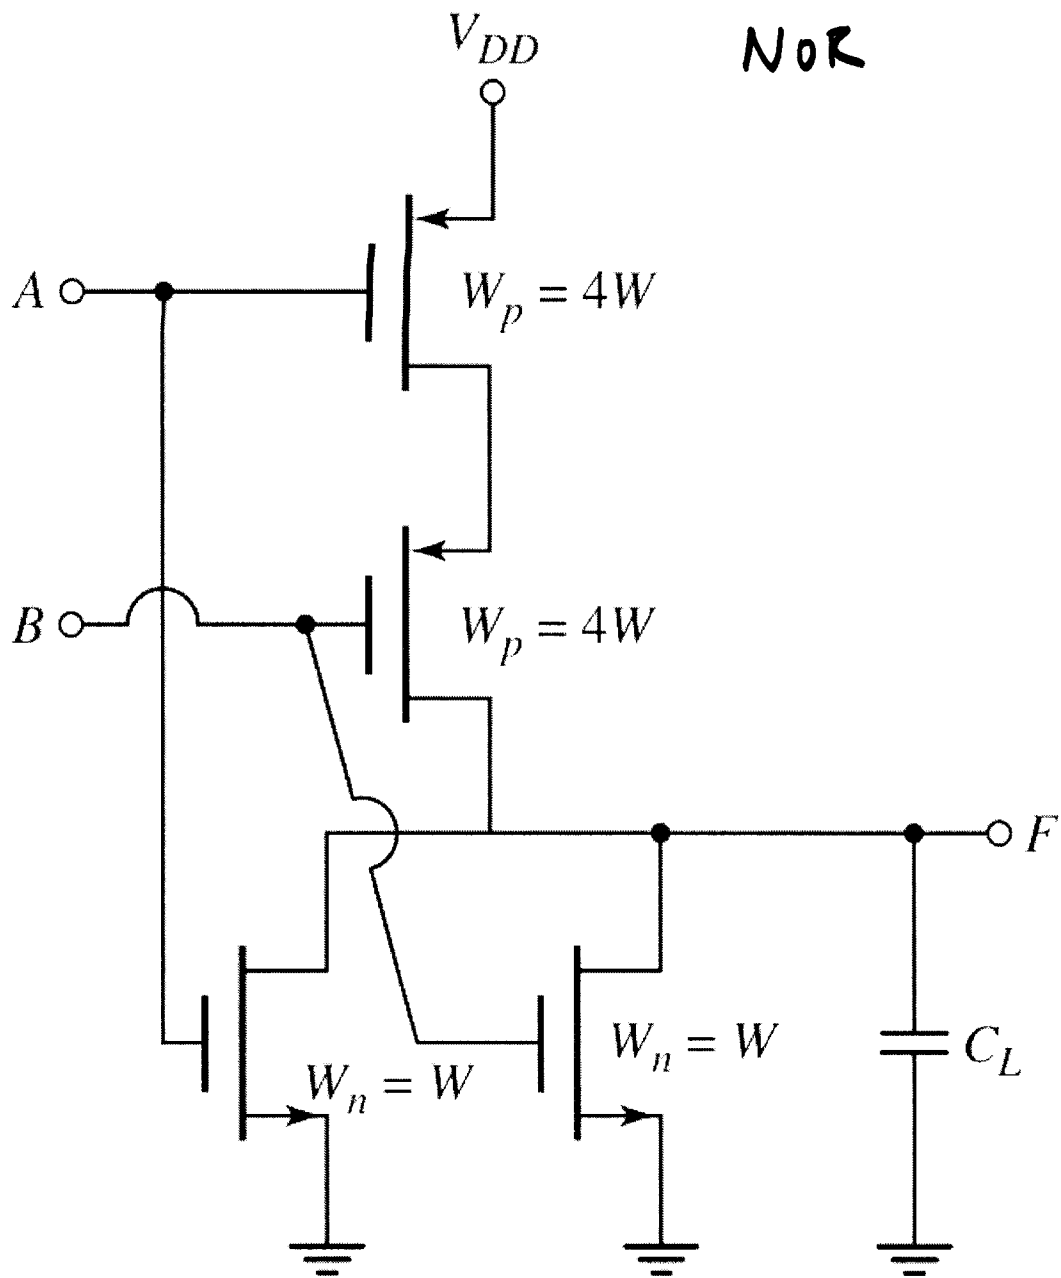 V_DD
NOR
A
W_p = 4W
B
W_p = 4W
F
W_n = W
C_L
W_n = W